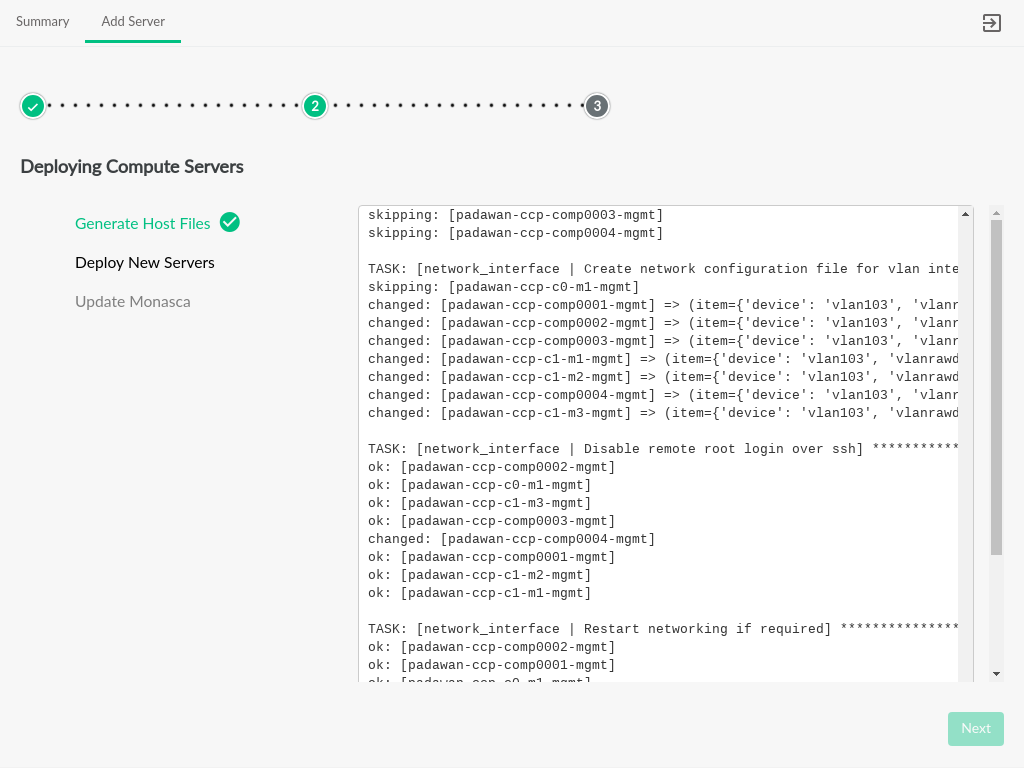 Summary
Add Server
2
3
Deploying Compute Servers
Generate Host Files
Deploy New Servers
Update Monasca
skipping: [padawan-ccp-comp0003-mgmt]
skipping: [padawan-ccp-comp0004-mgmt]
TASK: [network_interface | Create network configuration file for vlan inte
skipping: [padawan-ccp-c0-m1-mgmt]
changed: [padawan-ccp-comp0001-mgmt] => (item={'device': 'vlan103', 'vlanr
changed: [padawan-ccp-comp0002-mgmt] => (item={'device': 'vlan103', 'vlanr
changed: [padawan-ccp-comp0003-mgmt] => (item={'device': 'vlan103', 'vlanr
changed: [padawan-ccp-c1-m1-mgmt] => (item={'device': 'vlan103', 'vlanrawd
changed: [padawan-ccp-c1-m2-mgmt] => (item={'device': 'vlan103', 'vlanrawd
changed: [padawan-ccp-comp0004-mgmt] => (item={'device': 'vlan103', 'vlanr
changed: [padawan-ccp-c1-m3-mgmt] => (item={'device': 'vlan103', 'vlanrawd
TASK: [network_interface | Disable remote root login over ssh] ***********
ok: [padawan-ccp-comp0002-mgmt]
ok: [padawan-ccp-c0-m1-mgmt]
ok: [padawan-ccp-c1-m3-mgmt]
ok: [padawan-ccp-comp0003-mgmt]
changed: [padawan-ccp-comp0004-mgmt]
ok: [padawan-ccp-comp0001-mgmt]
ok: [padawan-ccp-c1-m2-mgmt]
ok: [padawan-ccp-c1-m1-mgmt]
TASK: [network_interface | Restart networking if required] ***************
ok: [padawan-ccp-comp0002-mgmt]
ok: [padawan-ccp-comp0001-mgmt]
ok: [padawan-ccp-c0-m1-mgmt]
Next